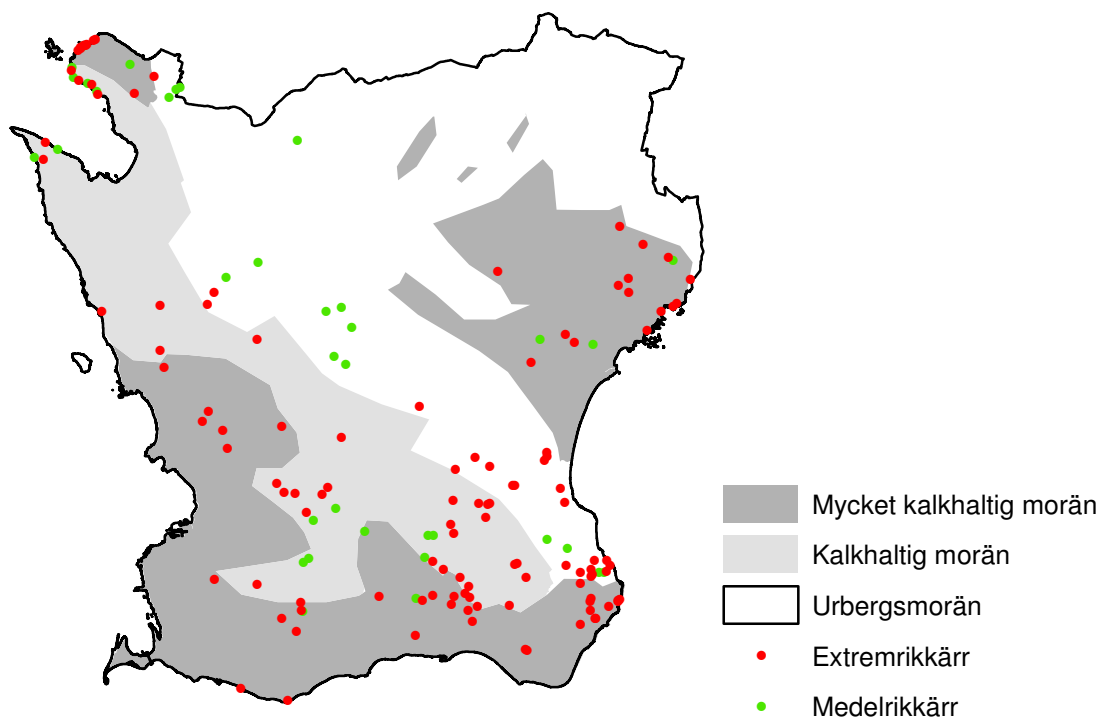 Mycket kalkhaltig morän
Kalkhaltig morän
Urbergsmorän
Extremrikkärr
Medelrikkärr